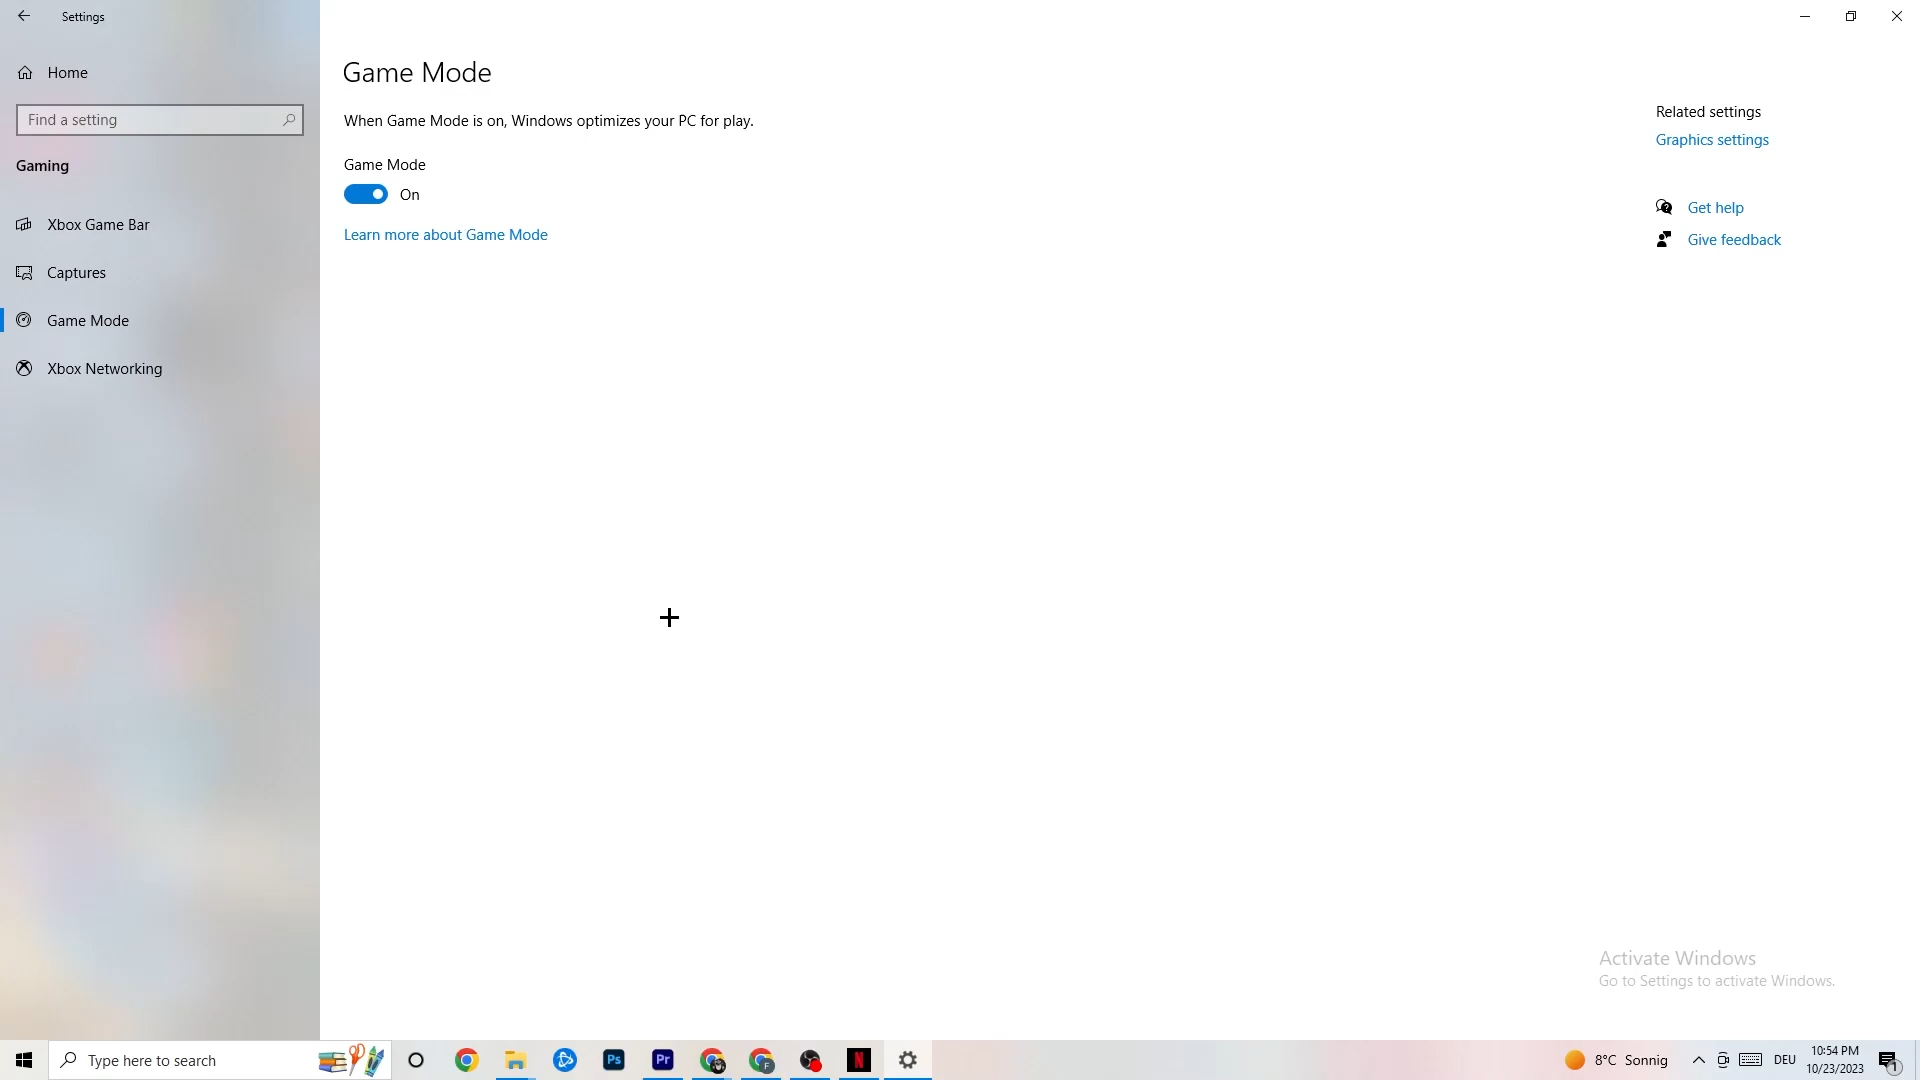 Settings
Home
Find a setting
Gaming
Xbox Game Bar
Captures
Game Mode
Xbox Networking
Game Mode
When Game Mode is on, Windows optimizes your PC for play.
Game Mode
On
Learn more about Game Mode
Related settings
Graphics settings
Get help
Give feedback
Activate Windows
Go to Settings to activate Windows.
Type here to search
Ps
Pr
F
N
8°C Sonnig
DEU
10:54 PM
10/23/2023
1